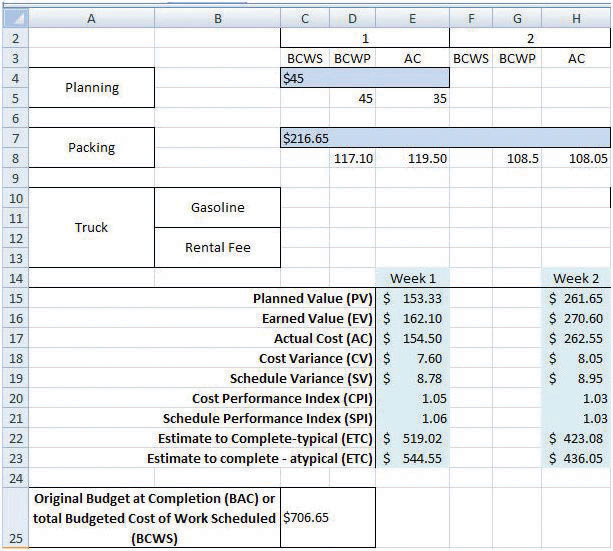 A B C D E F G H
2 1 2
3 BCWS BCWP AC BCWS BCWP AC
4 Planning $45
5 45 35
6
7 Packing $216.65
8 117.10 119.50 108.5 108.05
9
10 Truck Gasoline
11
12 Rental Fee
13
14 Week 1 Week 2
15 Planned Value (PV) $ 153.33 $ 261.65
16 Earned Value (EV) $ 162.10 $ 270.60
17 Actual Cost (AC) $ 154.50 $ 262.55
18 Cost Variance (CV) $ 7.60 $ 8.05
19 Schedule Variance (SV) $ 8.78 $ 8.95
20 Cost Performance Index (CPI) 1.05 1.03
21 Schedule Performance Index (SPI) 1.06 1.03
22 Estimate to Complete-typical (ETC) $ 519.02 $ 423.08
23 Estimate to complete - atypical (ETC) $ 544.55 $ 436.05
24
Original Budget at Completion (BAC) or
total Budgeted Cost of Work Scheduled $706.65
25 (BCWS)